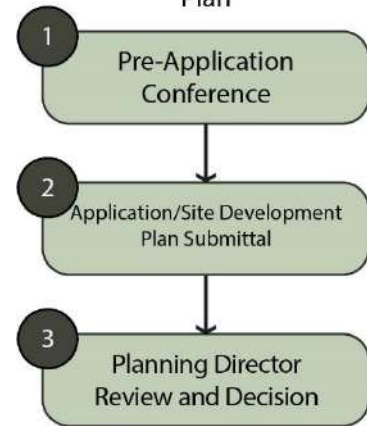 Plan
1
Pre-Application
Conference
2
Application/Site Development
Plan Submittal
3
Planning Director
Review and Decision